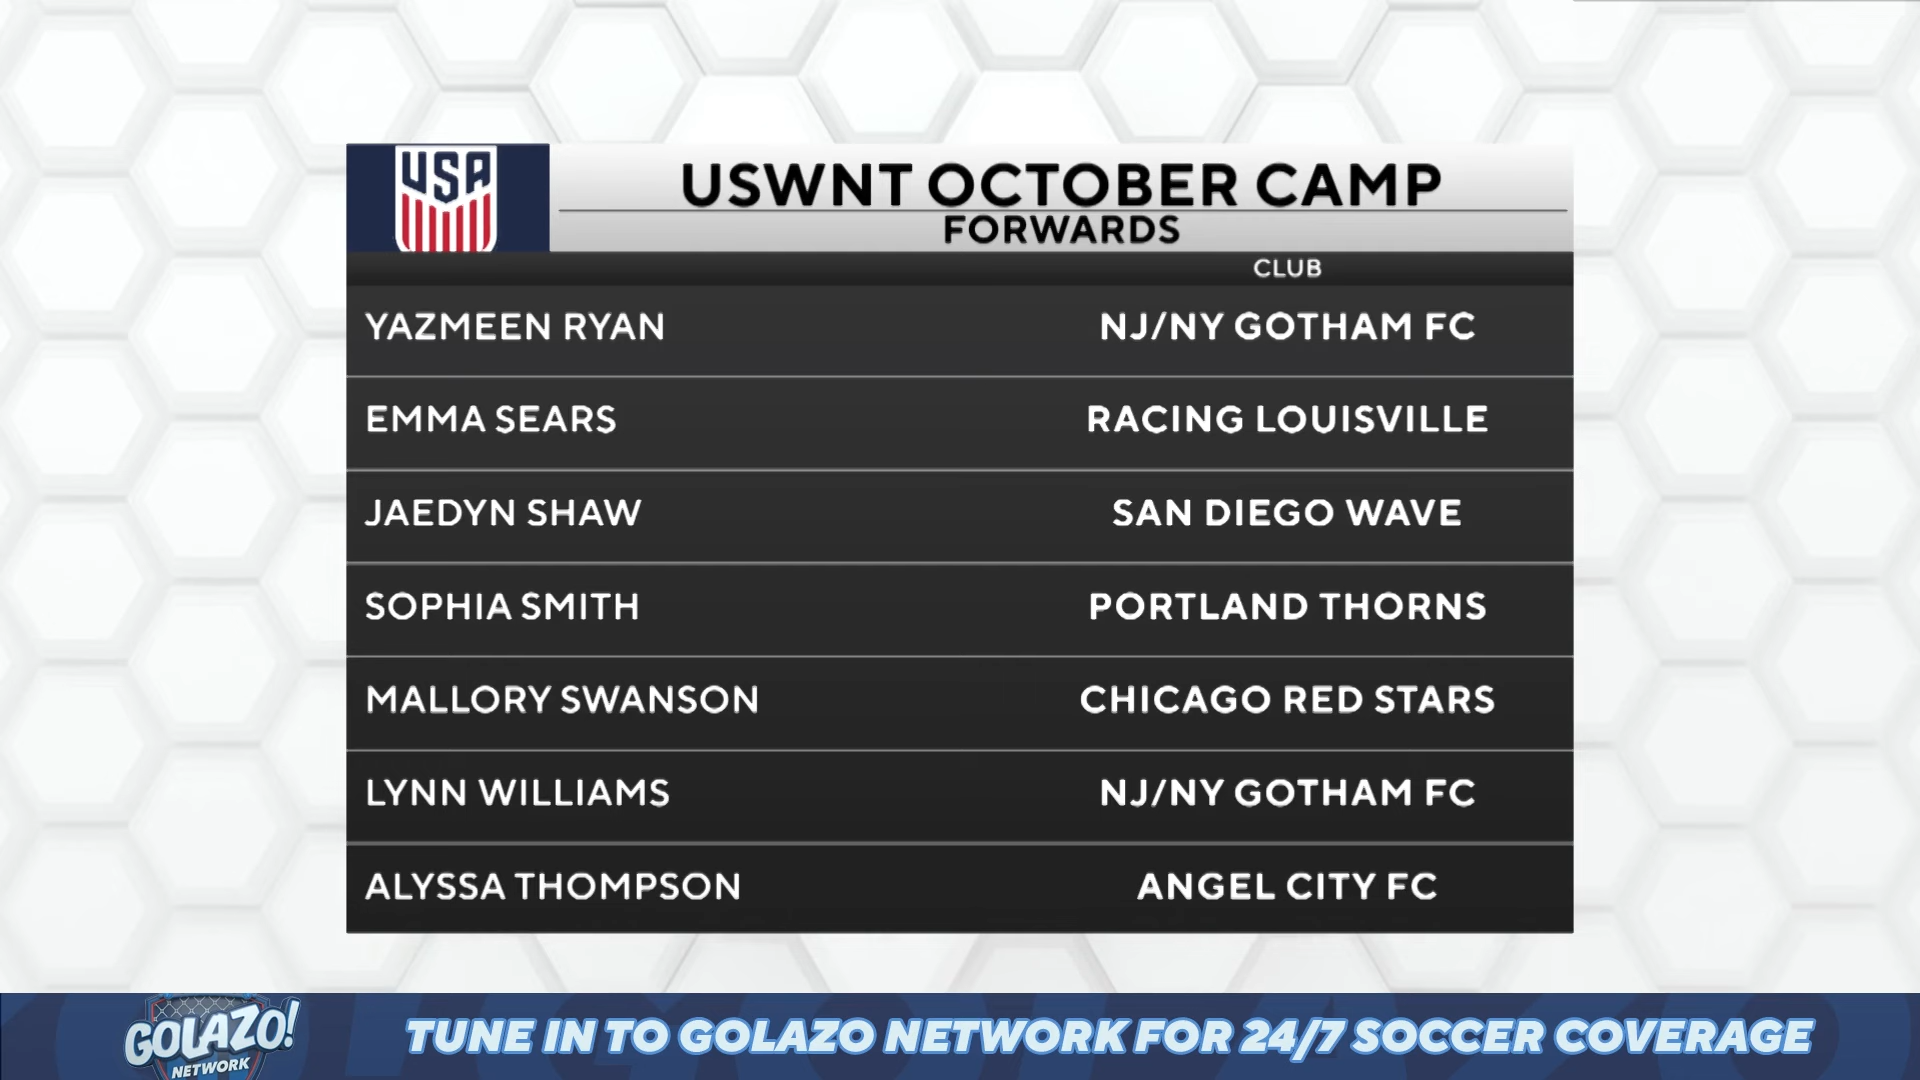 USA
USWNT OCTOBER CAMP
FORWARDS
CLUB
YAZMEEN RYAN NJ/NY GOTHAM FC
EMMA SEARS RACING LOUISVILLE
JAEDYN SHAW SAN DIEGO WAVE
SOPHIA SMITH PORTLAND THORNS
MALLORY SWANSON CHICAGO RED STARS
LYNN WILLIAMS NJ/NY GOTHAM FC
ALYSSA THOMPSON ANGEL CITY FC
GOLAZO!
NETWORK
TUNE IN TO GOLAZO NETWORK FOR 24/7 SOCCER COVERAGE